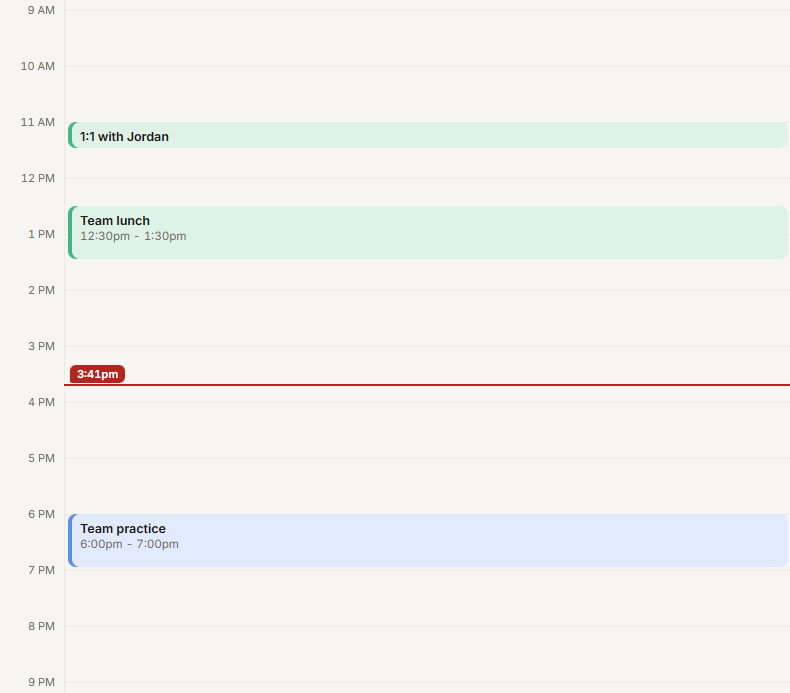 9 AM
10 AM
11 AM
1:1 with Jordan
12 PM
Team lunch
12:30pm - 1:30pm
1 PM
2 PM
3 PM
3:41pm
4 PM
5 PM
6 PM
Team practice
6:00pm - 7:00pm
7 PM
8 PM
9 PM